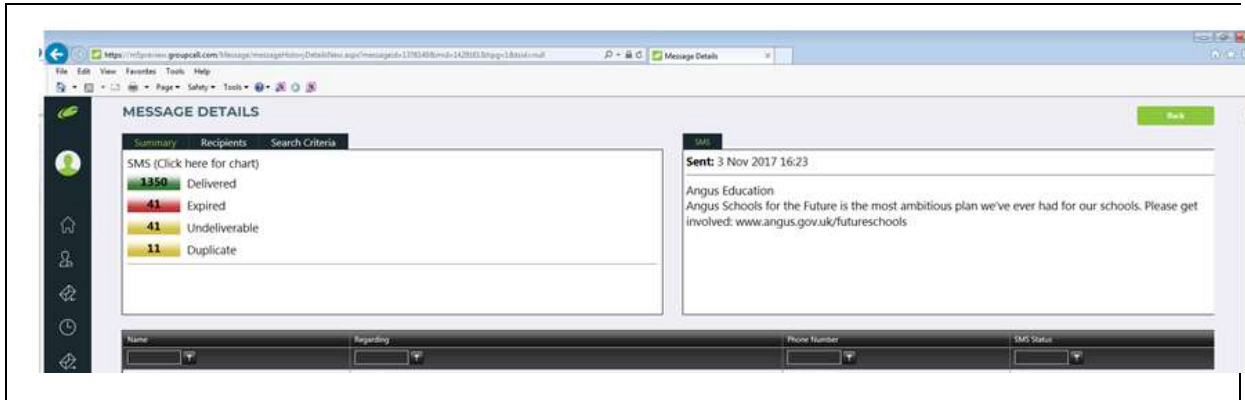 Message Details
File Edit View Favorites Tools Help
Page Safety Tools
MESSAGE DETAILS
Back
Summary Recipients Search Criteria
SMS (Click here for chart)
1350 Delivered
41 Expired
41 Undeliverable
11 Duplicate
SMS
Sent: 3 Nov 2017 16:23
Angus Education
Angus Schools for the Future is the most ambitious plan we've ever had for our schools. Please get
involved: www.angus.gov.uk/futureschools
Name Regarding Phone Number SMS Status